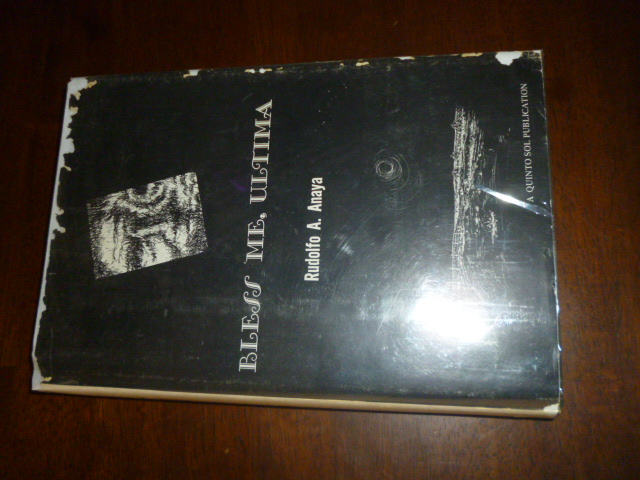 BLESS ME, ULTIMA
Rudolfo A. Anaya
A QUINTO SOL PUBLICATION